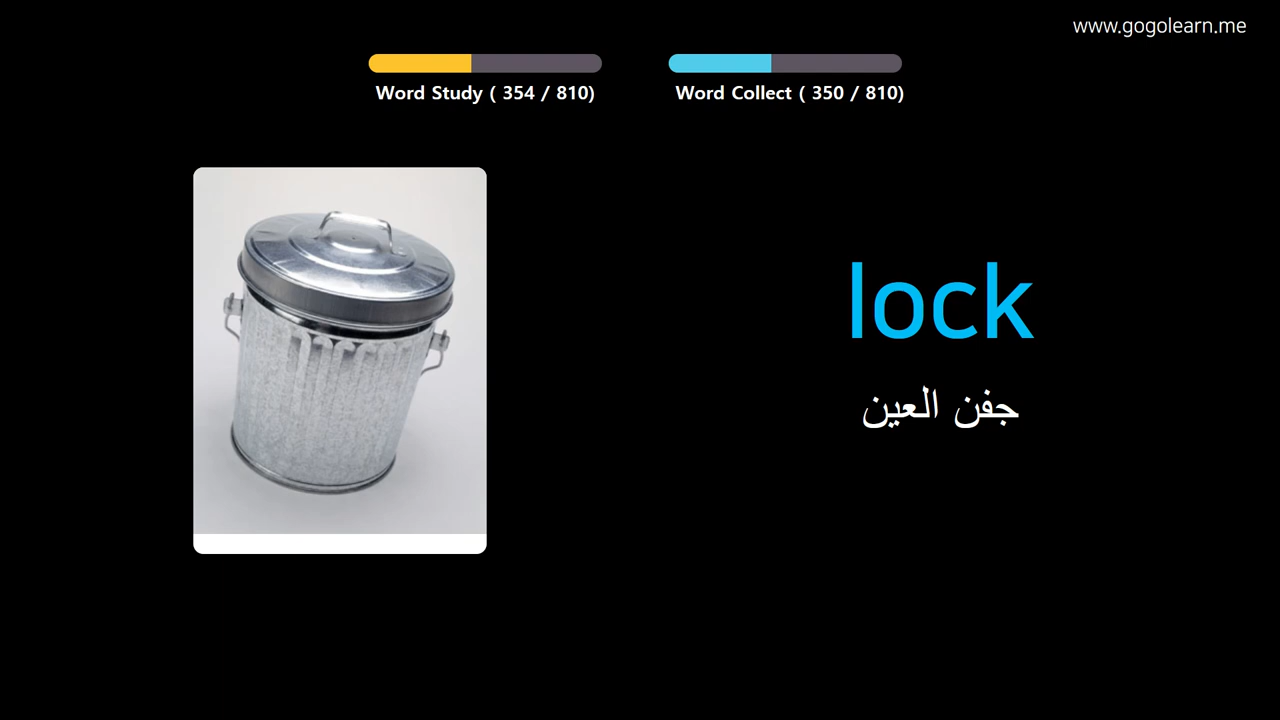 www.gogolearn.me
Word Study ( 354 / 810)
Word Collect ( 350 / 810)
lock
جفن العين